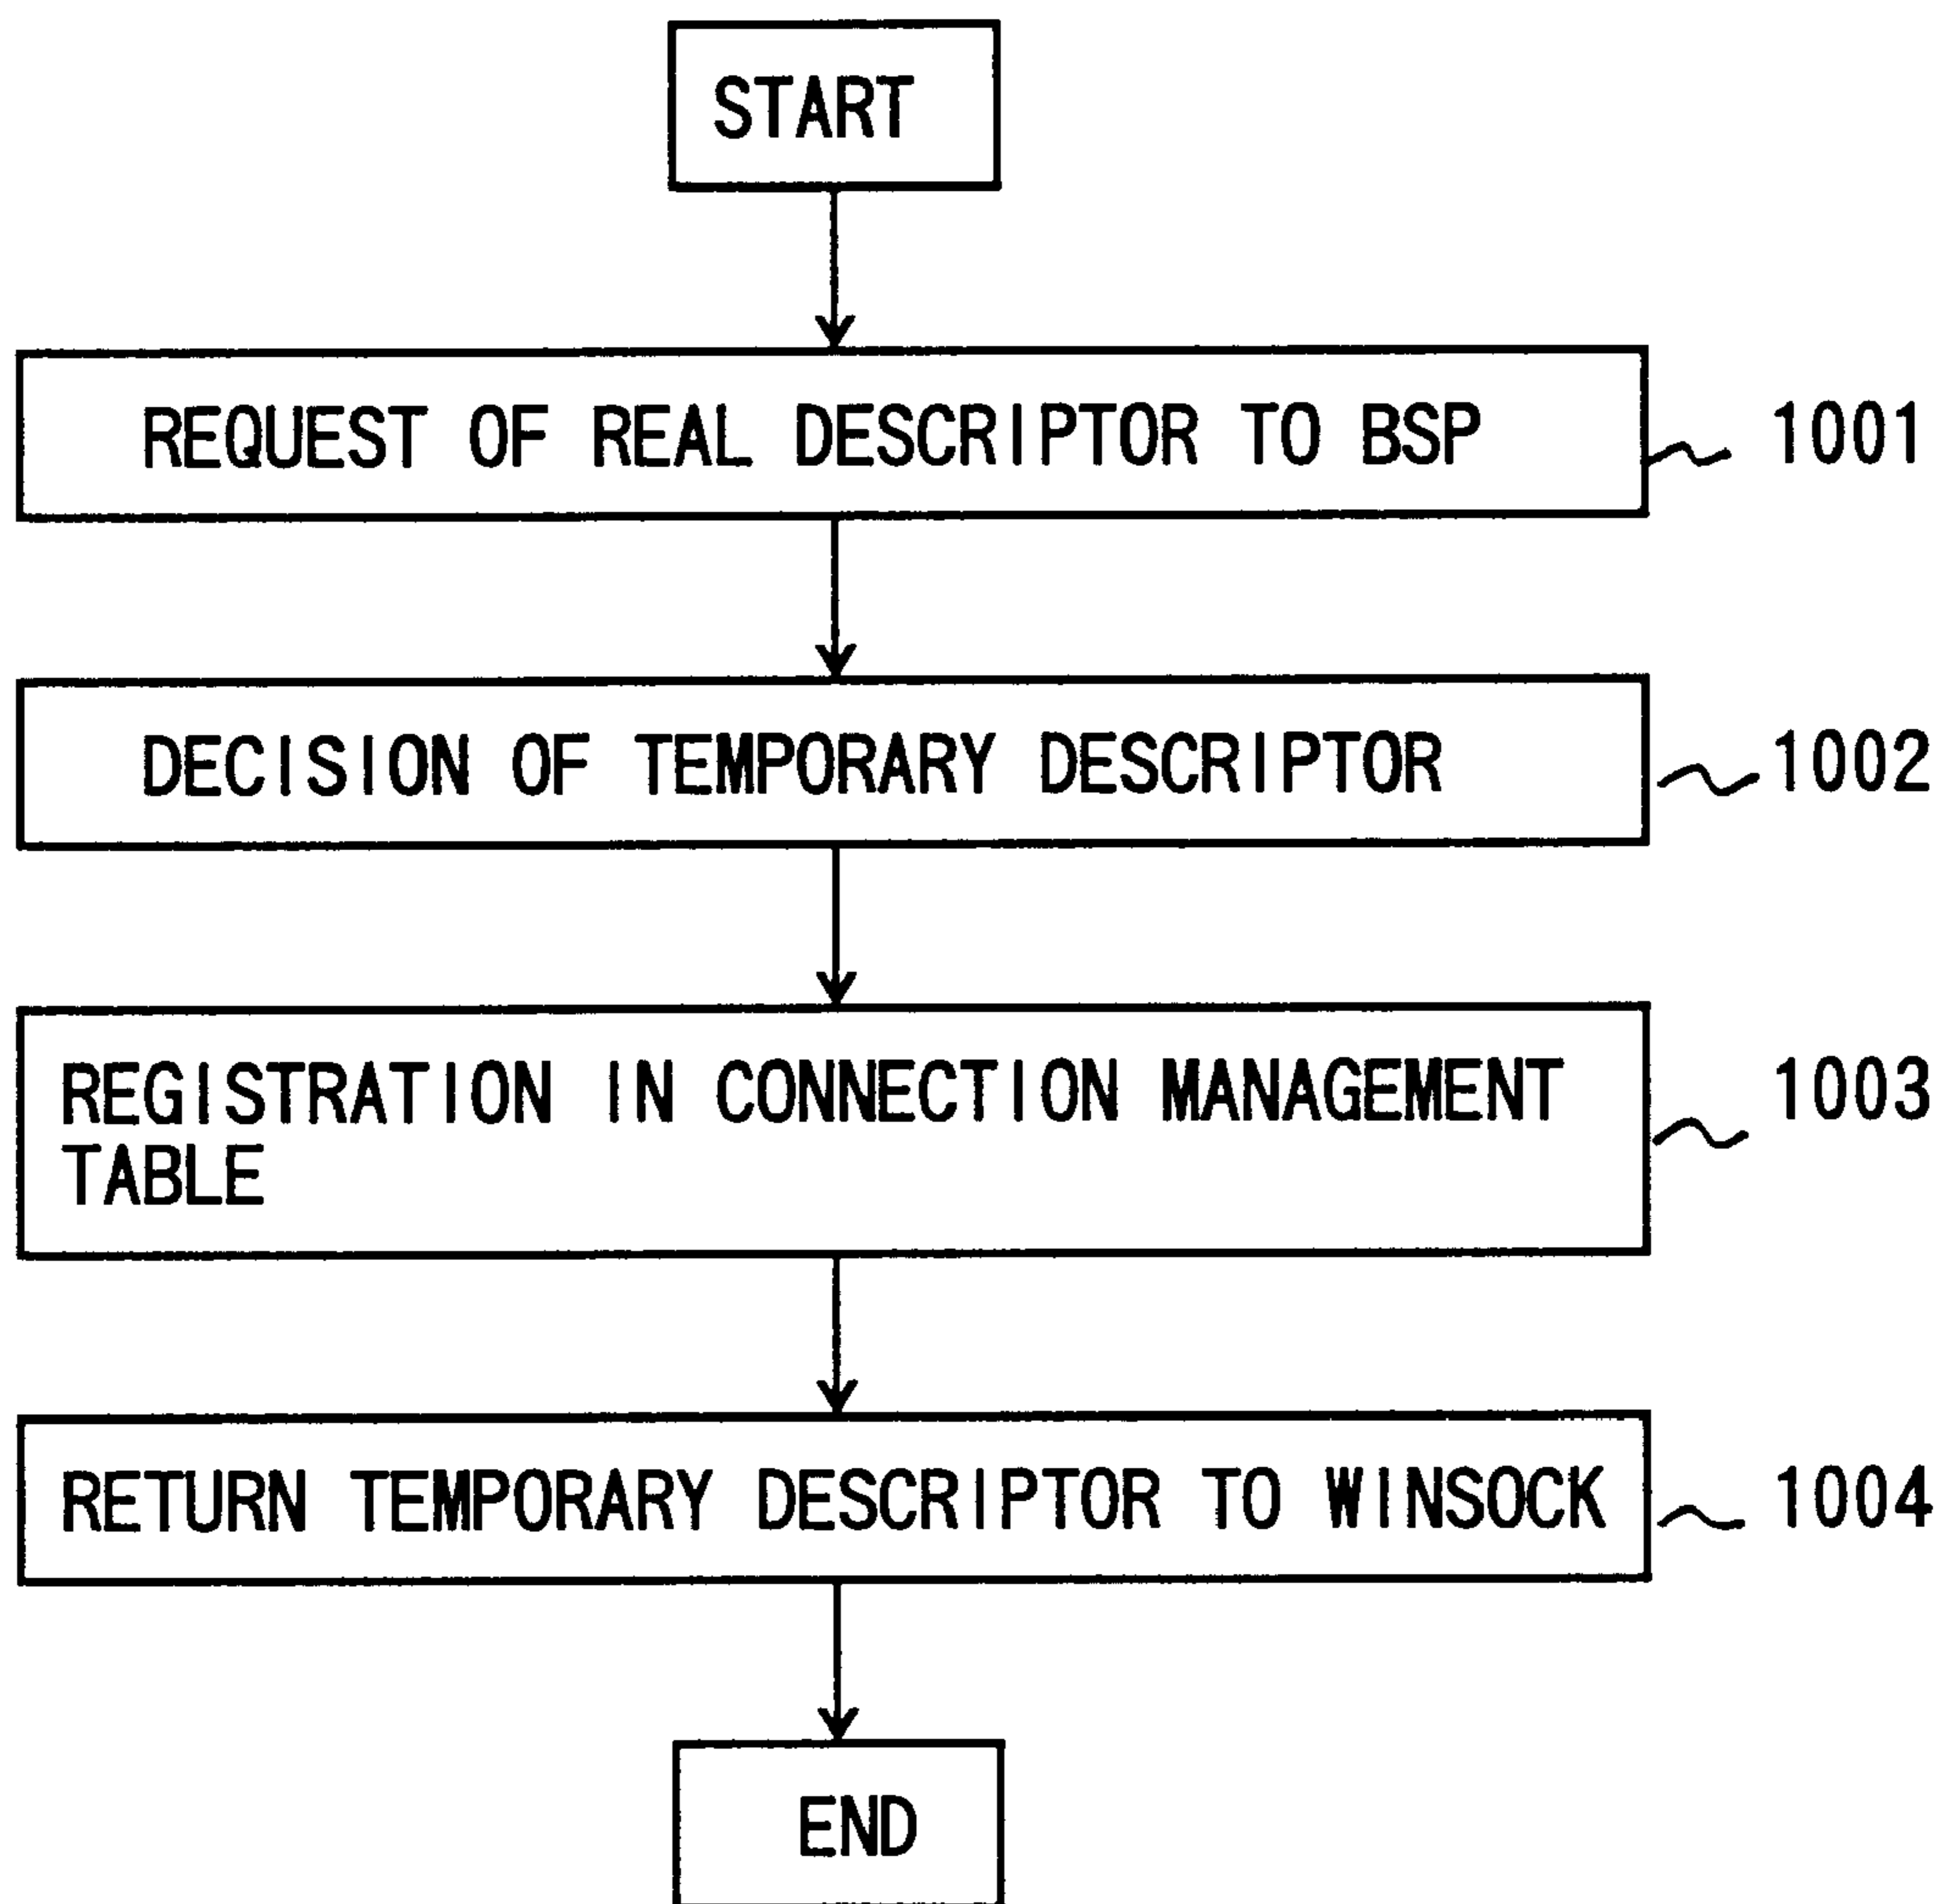 START
REQUEST OF REAL DESCRIPTOR TO BSP
1001
DECISION OF TEMPORARY DESCRIPTOR
1002
REGISTRATION IN CONNECTION MANAGEMENT
TABLE
1003
RETURN TEMPORARY DESCRIPTOR TO WINSOCK
1004
END